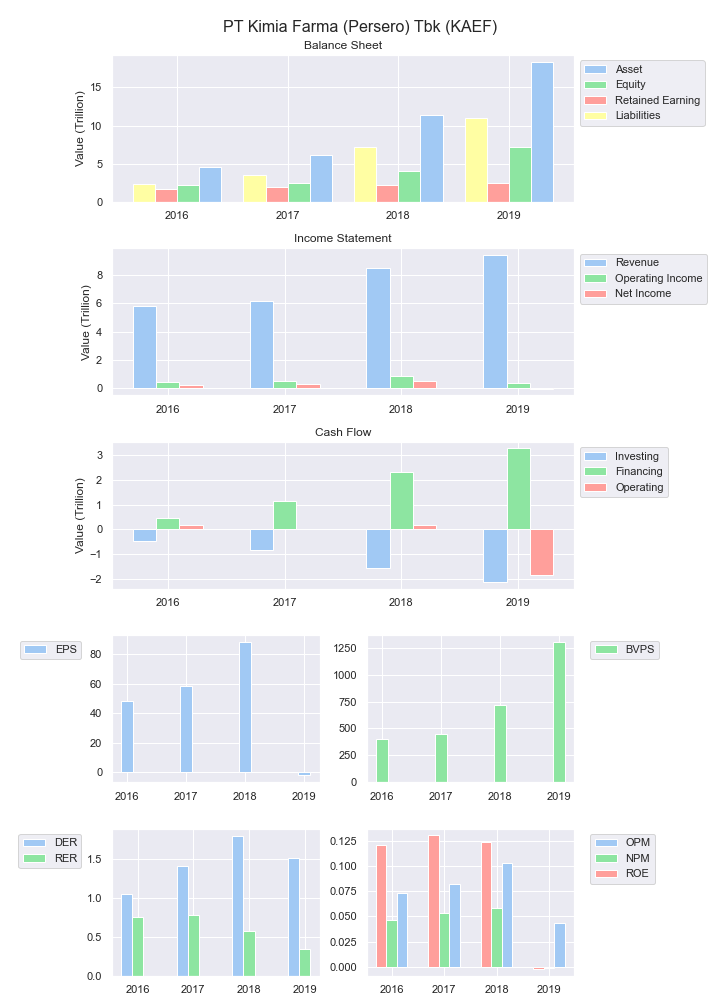 PT Kimia Farma (Persero) Tbk (KAEF)
Balance Sheet
Value (Trillion)
15
10
5
0
2016 2017 2018 2019
Asset
Equity
Retained Earning
Liabilities
Income Statement
Value (Trillion)
8
6
4
2
0
2016 2017 2018 2019
Revenue
Operating Income
Net Income
Cash Flow
Value (Trillion)
3
2
1
0
−1
−2
2016 2017 2018 2019
Investing
Financing
Operating
EPS
80
60
40
20
0
2016 2017 2018 2019
1250
1000
750
500
250
0
2016 2017 2018 2019
BVPS
DER
RER
1.5
1.0
0.5
0.0
2016 2017 2018 2019
0.125
0.100
0.075
0.050
0.025
0.000
2016 2017 2018 2019
OPM
NPM
ROE